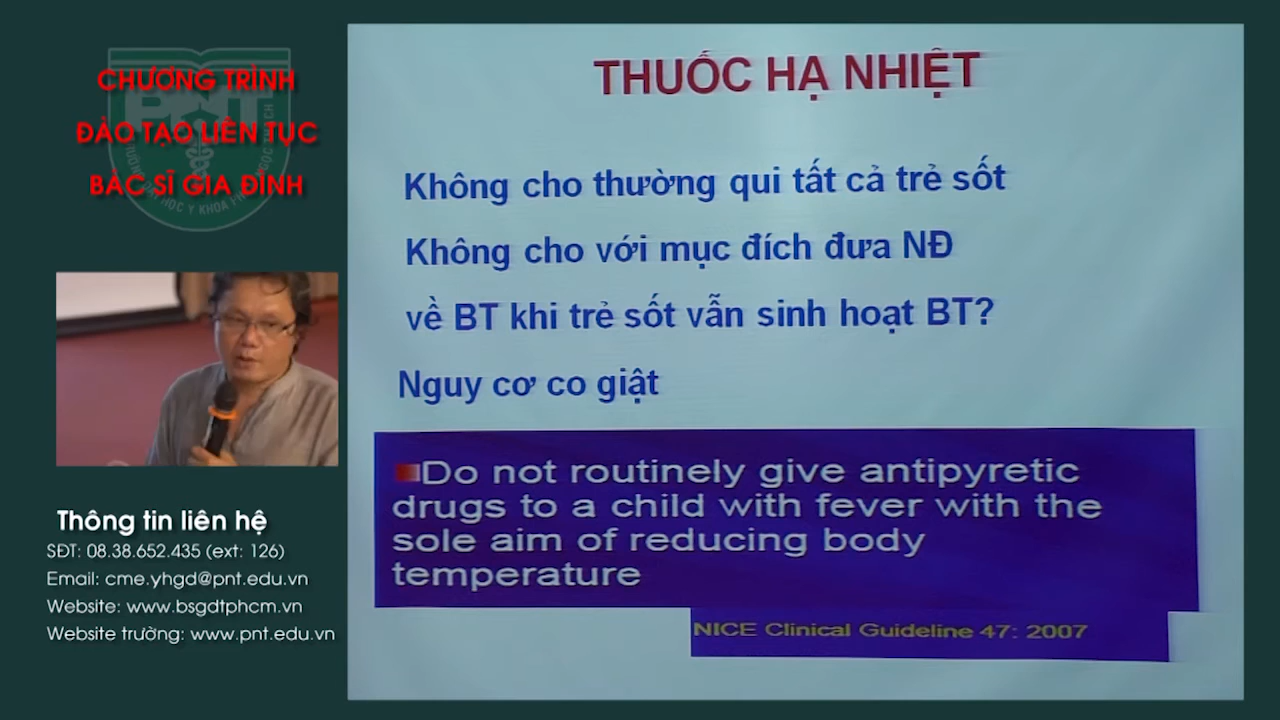 CHƯƠNG TRÌNH
ĐÀO TẠO LIÊN TỤC
BÁC SĨ GIA ĐÌNH
PNT
Thông tin liên hệ
SĐT: 08.38.652.435 (ext: 126)
Email: cme.yhgd@pnt.edu.vn
Website: www.bsgdtphcm.vn
Website trường: www.pnt.edu.vn
THUỐC HẠ NHIỆT
Không cho thường qui tất cả trẻ sốt
Không cho với mục đích đưa NĐ
về BT khi trẻ sốt vẫn sinh hoạt BT?
Nguy cơ co giật
Do not routinely give antipyretic
drugs to a child with fever with the
sole aim of reducing body
temperature
NICE Clinical Guideline 47: 2007